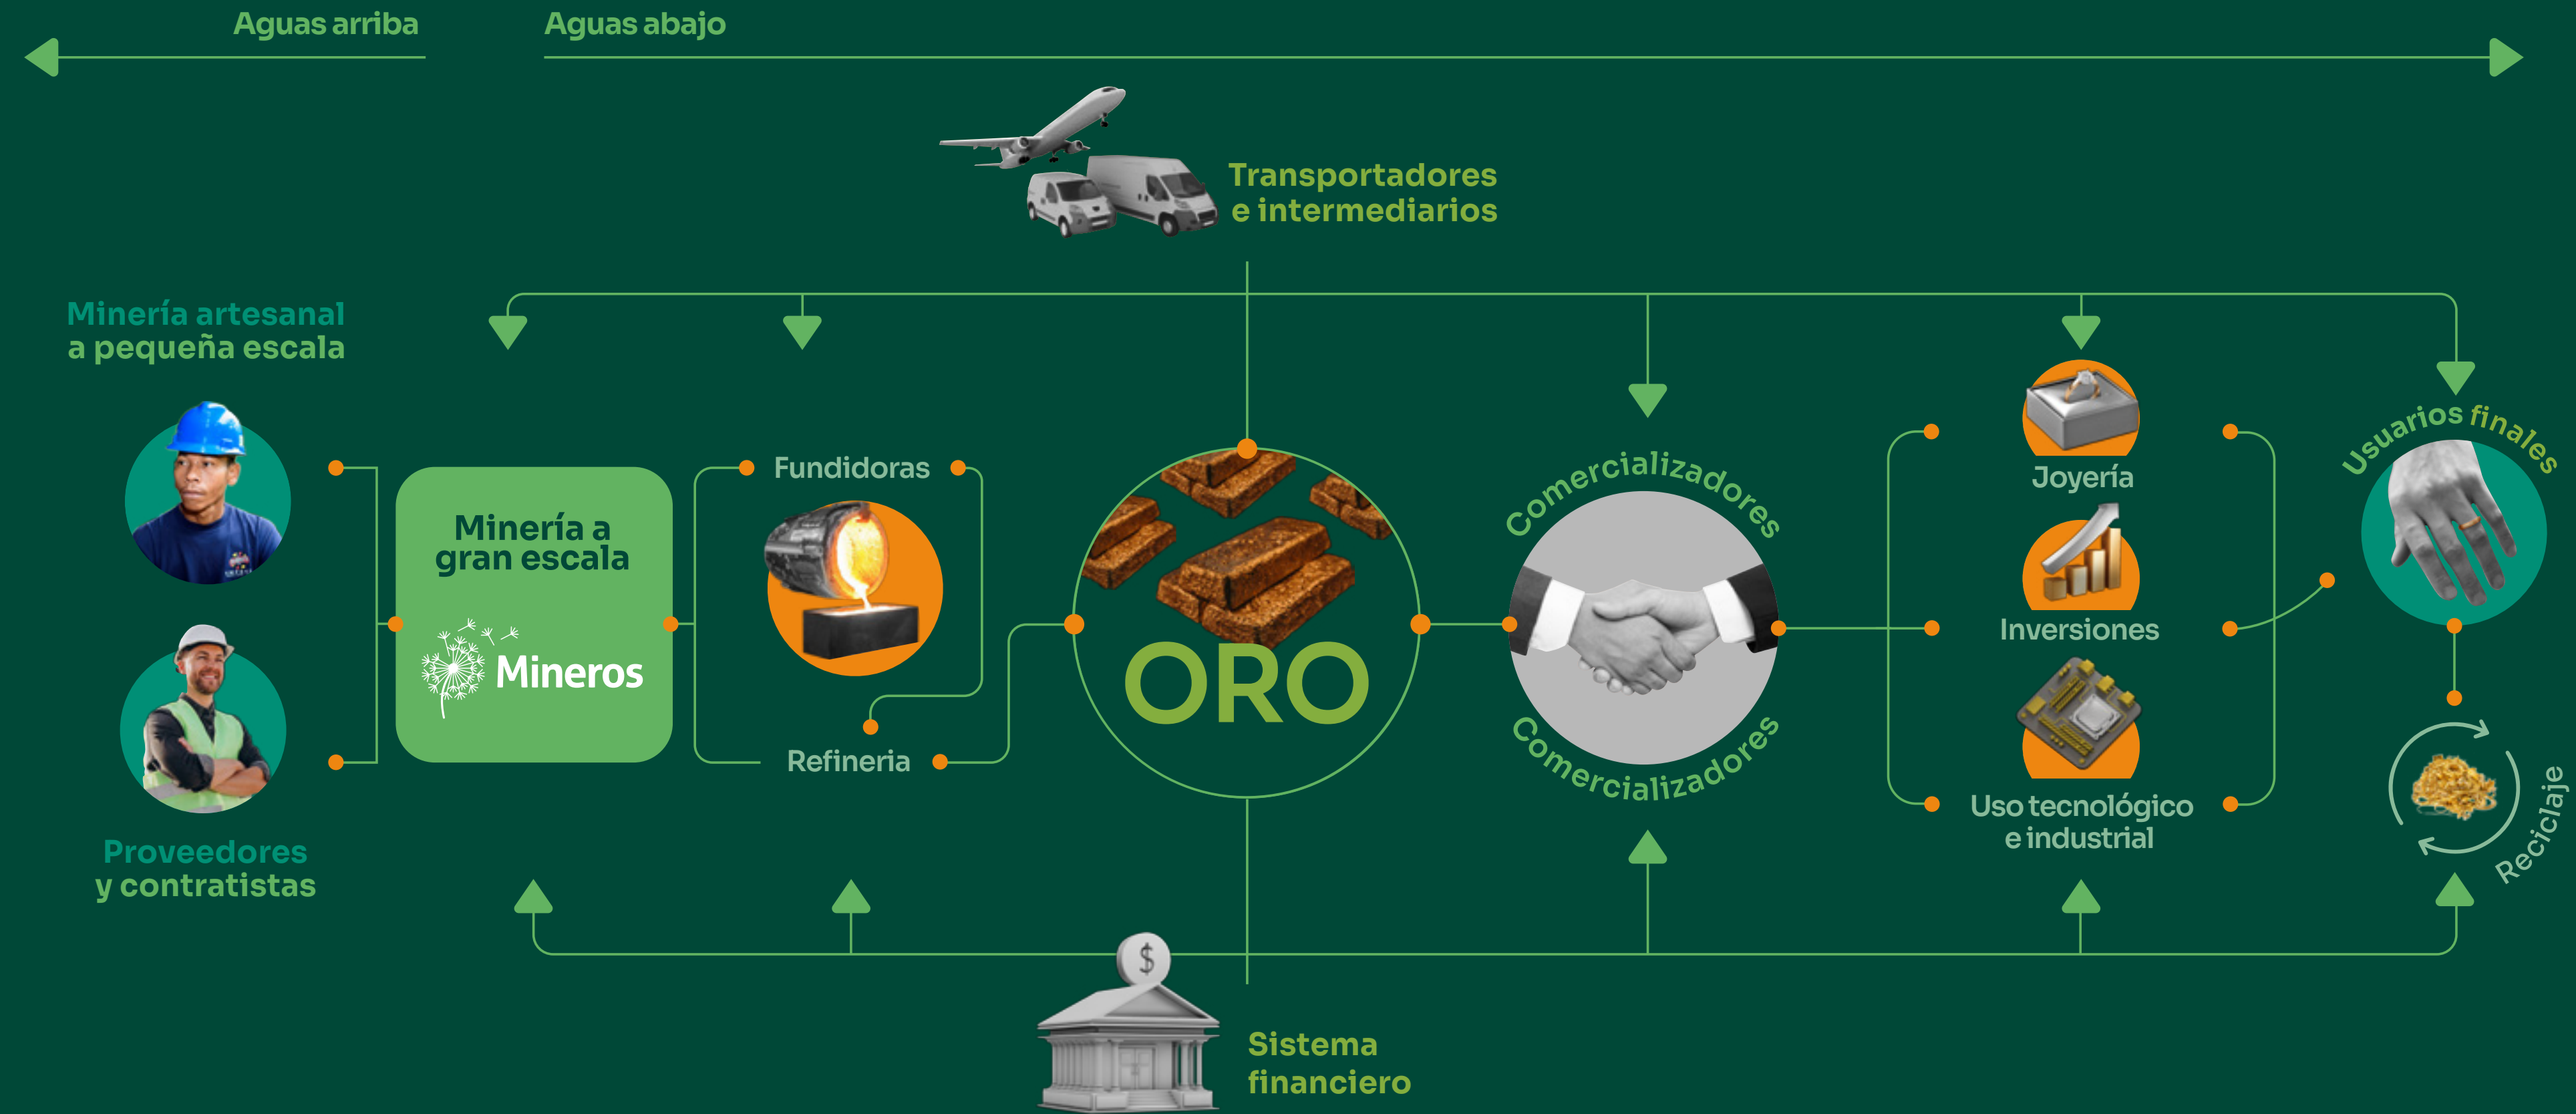 Aguas arriba
Aguas abajo
Transportadores
e intermediarios
Minería artesanal
a pequeña escala
Proveedores
y contratistas
Minería a
gran escala
Mineros
Fundidoras
Refineria
ORO
Comercializadores
Comercializadores
Joyería
Inversiones
Uso tecnológico
e industrial
Usuarios finales
Reciclaje
$
Sistema
financiero